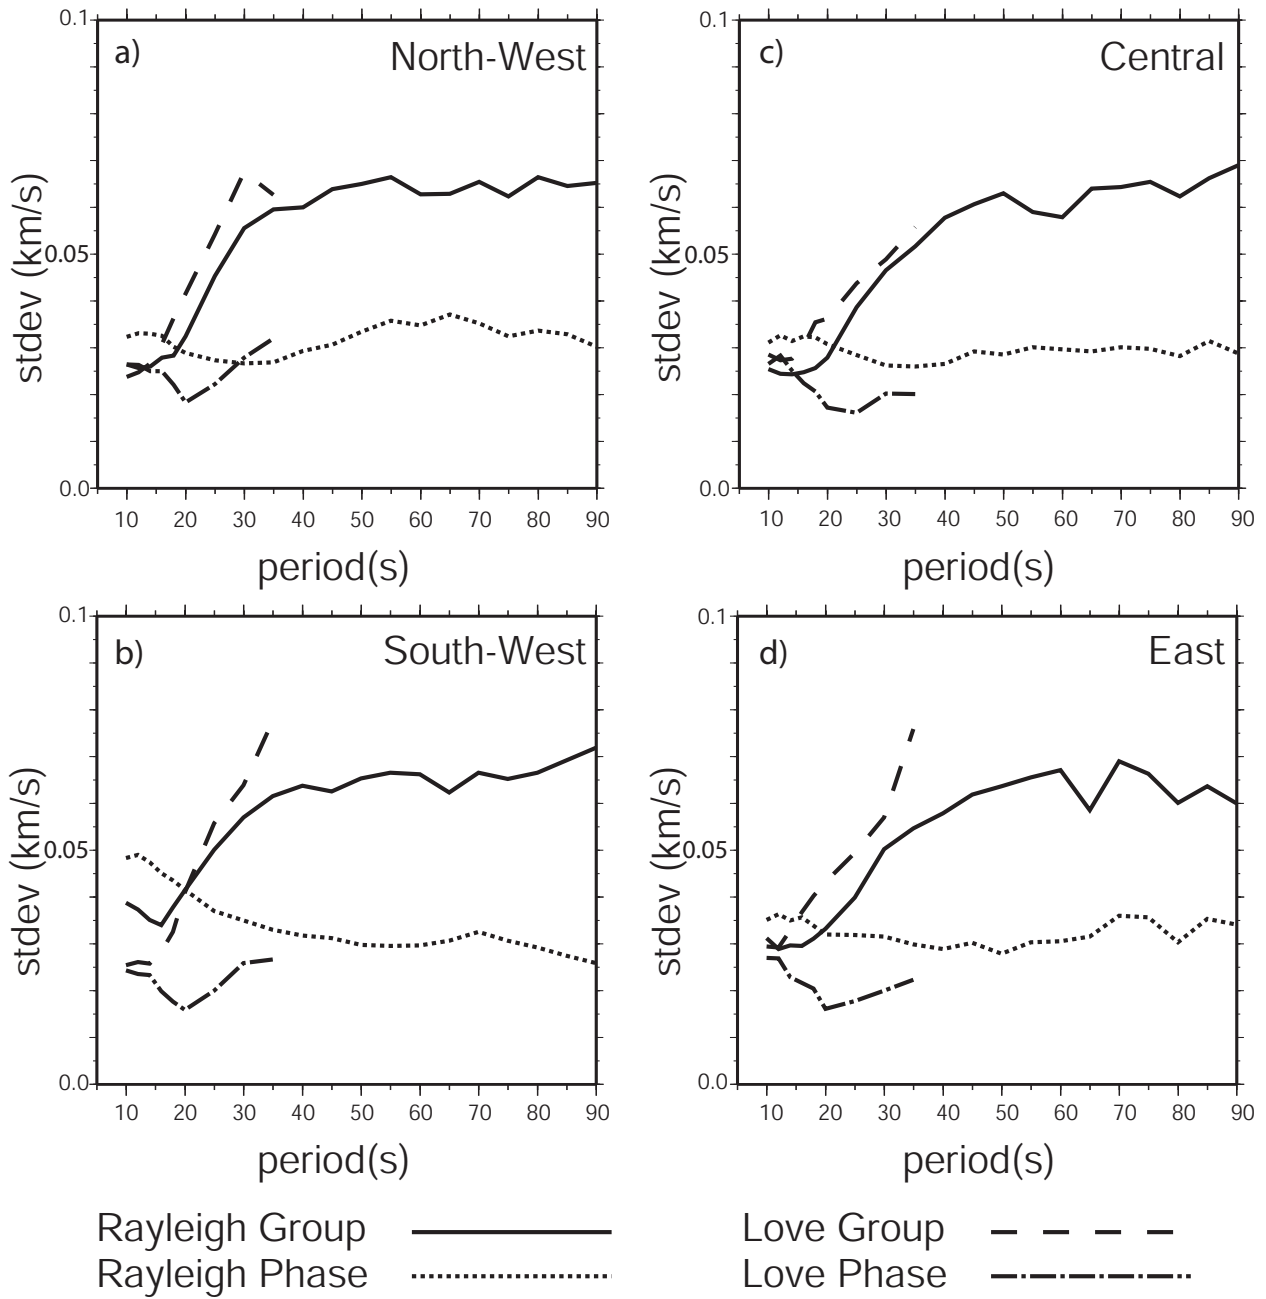 a)
North-West
0.1
0.05
0.0
stdev (km/s)
10 20 30 40 50 60 70 80 90
period(s)
c)
Central
0.1
0.05
0.0
stdev (km/s)
10 20 30 40 50 60 70 80 90
period(s)
b)
South-West
0.1
0.05
0.0
stdev (km/s)
10 20 30 40 50 60 70 80 90
period(s)
d)
East
0.1
0.05
0.0
stdev (km/s)
10 20 30 40 50 60 70 80 90
period(s)
Rayleigh Group
Rayleigh Phase
Love Group
Love Phase